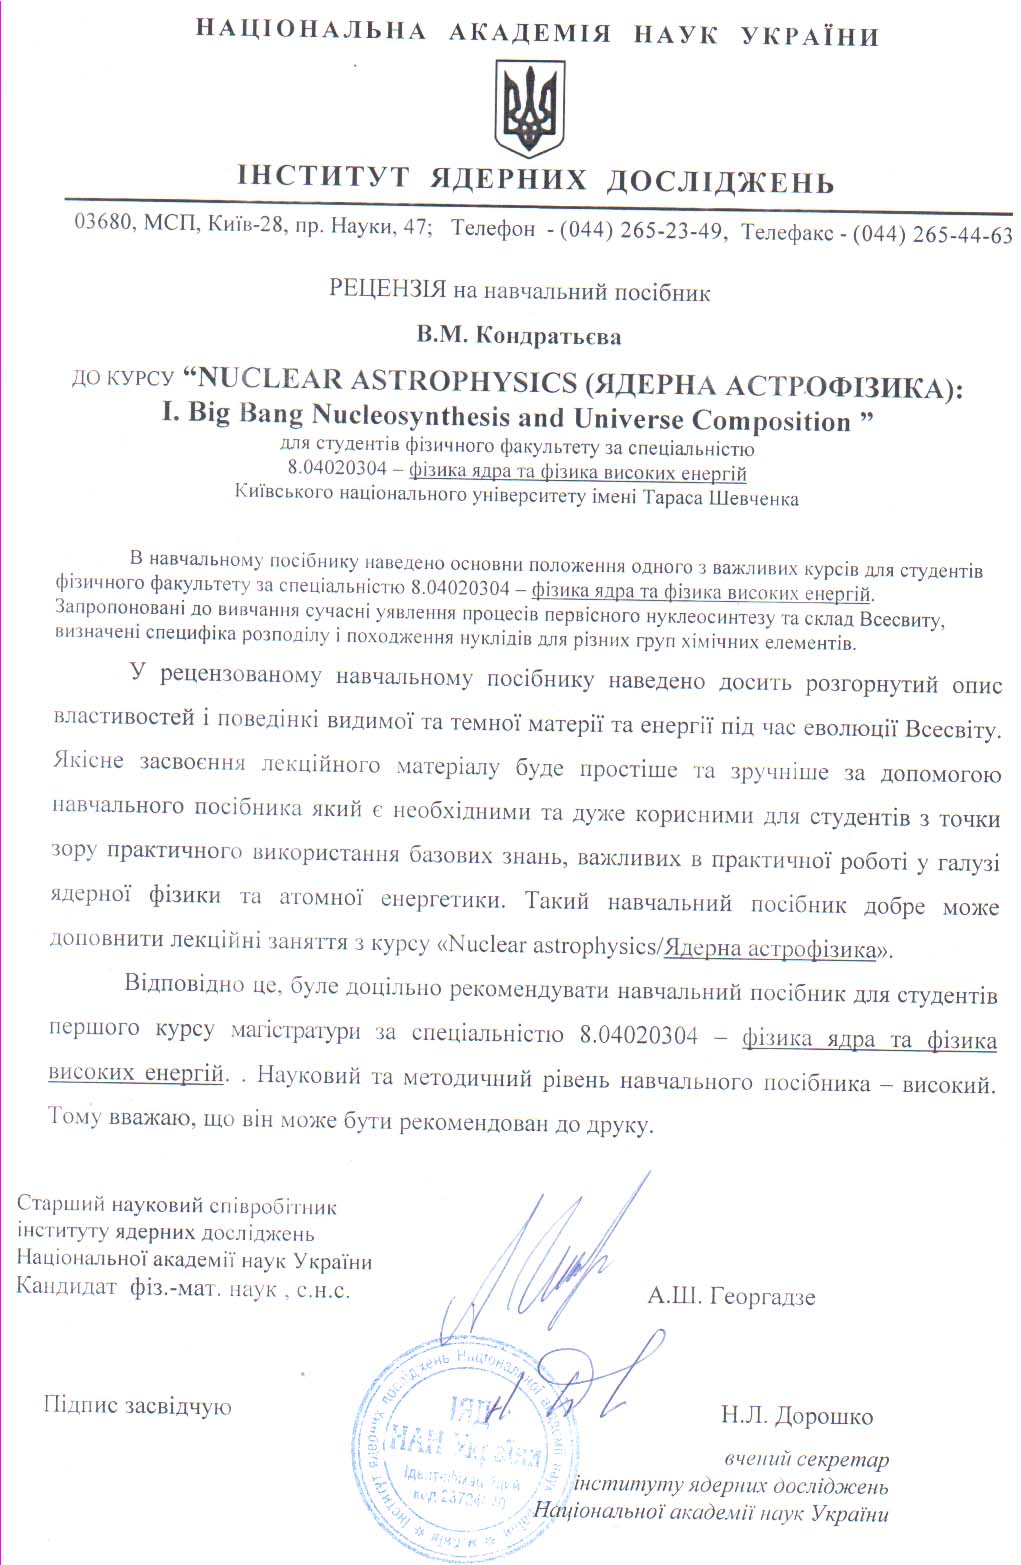 НАЦІОНАЛЬНА АКАДЕМІЯ НАУК УКРАЇНИ
ІНСТИТУТ ЯДЕРНИХ ДОСЛІДЖЕНЬ
03680, МСП, Київ-28, пр. Науки, 47; Телефон - (044) 265-23-49, Телефакс - (044) 265-44-63
РЕЦЕНЗІЯ на навчальний посібник
В.М. Кондратьєва
ДО КУРСУ “NUCLEAR ASTROPHYSICS (ЯДЕРНА АСТРОФІЗИКА):
I. Big Bang Nucleosynthesis and Universe Composition ”
для студентів фізичного факультету за спеціальністю
8.04020304 – фізика ядра та фізика високих енергій
Київського національного університету імені Тараса Шевченка
В навчальному посібнику наведено основни положення одного з важливих курсів для студентів
фізичного факультету за спеціальністю 8.04020304 – фізика ядра та фізика високих енергій.
Запропоновані до вивчання сучасні уявлення процесів первісного нуклеосинтезу та склад Всесвиту,
визначені специфіка розподілу і походження нуклідів для різних груп хімічних елементів.
У рецензованому навчальному посібнику наведено досить розгорнутий опис
властивостей і поведінкі видимої та темної матерії та енергії під час еволюції Всесвіту.
Якісне засвоєння лекційного матеріалу буде простіше та зручніше за допомогою
навчального посібника який є необхідними та дуже корисними для студентів з точки
зору практичного використання базових знань, важливих в практичної роботі у галузі
ядерної фізики та атомної енергетики. Такий навчальний посібник добре може
доповнити лекційні заняття з курсу «Nuclear astrophysics/Ядерна астрофізика».
Відповідно це, буле доцільно рекомендувати навчальний посібник для студентів
першого курсу магістратури за спеціальністю 8.04020304 – фізика ядра та фізика
високих енергій. . Науковий та методичний рівень навчального посібника – високий.
Тому вважаю, що він може бути рекомендован до друку.
Старший науковий співробітник
інституту ядерних досліджень
Національної академії наук України
Кандидат фіз.-мат. наук , с.н.с.
А.Ш. Георгадзе
Підпис засвідчую
Н.Л. Дорошко
вчений секретар
інституту ядерних досліджень
Національної академії наук України
Інститут ядерних досліджень Національної академії наук України * м.Київ *
ІЯД
НАН України
Ідентифікаційний
код